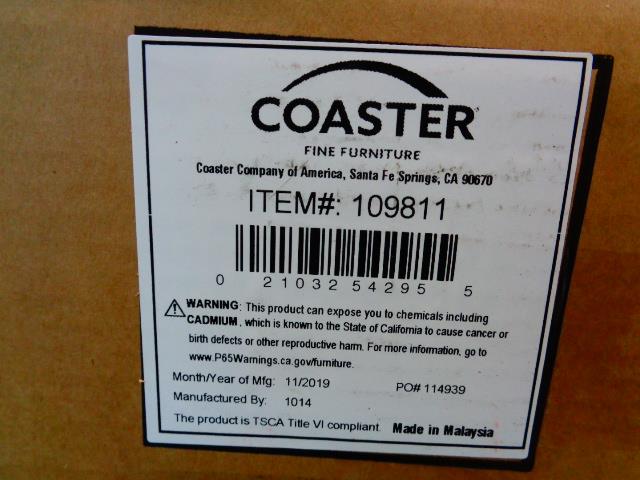 COASTER
FINE FURNITURE
Coaster Company of America, Santa Fe Springs, CA 90670
ITEM#: 109811
0 21032 54295 5
WARNING: This product can expose you to chemicals including
CADMIUM, which is known to the State of California to cause cancer or
birth defects or other reproductive harm. For more information, go to
www.P65Warnings.ca.gov/furniture.
Month/Year of Mfg: 11/2019 PO# 114939
Manufactured By: 1014
The product is TSCA Title VI compliant. Made in Malaysia